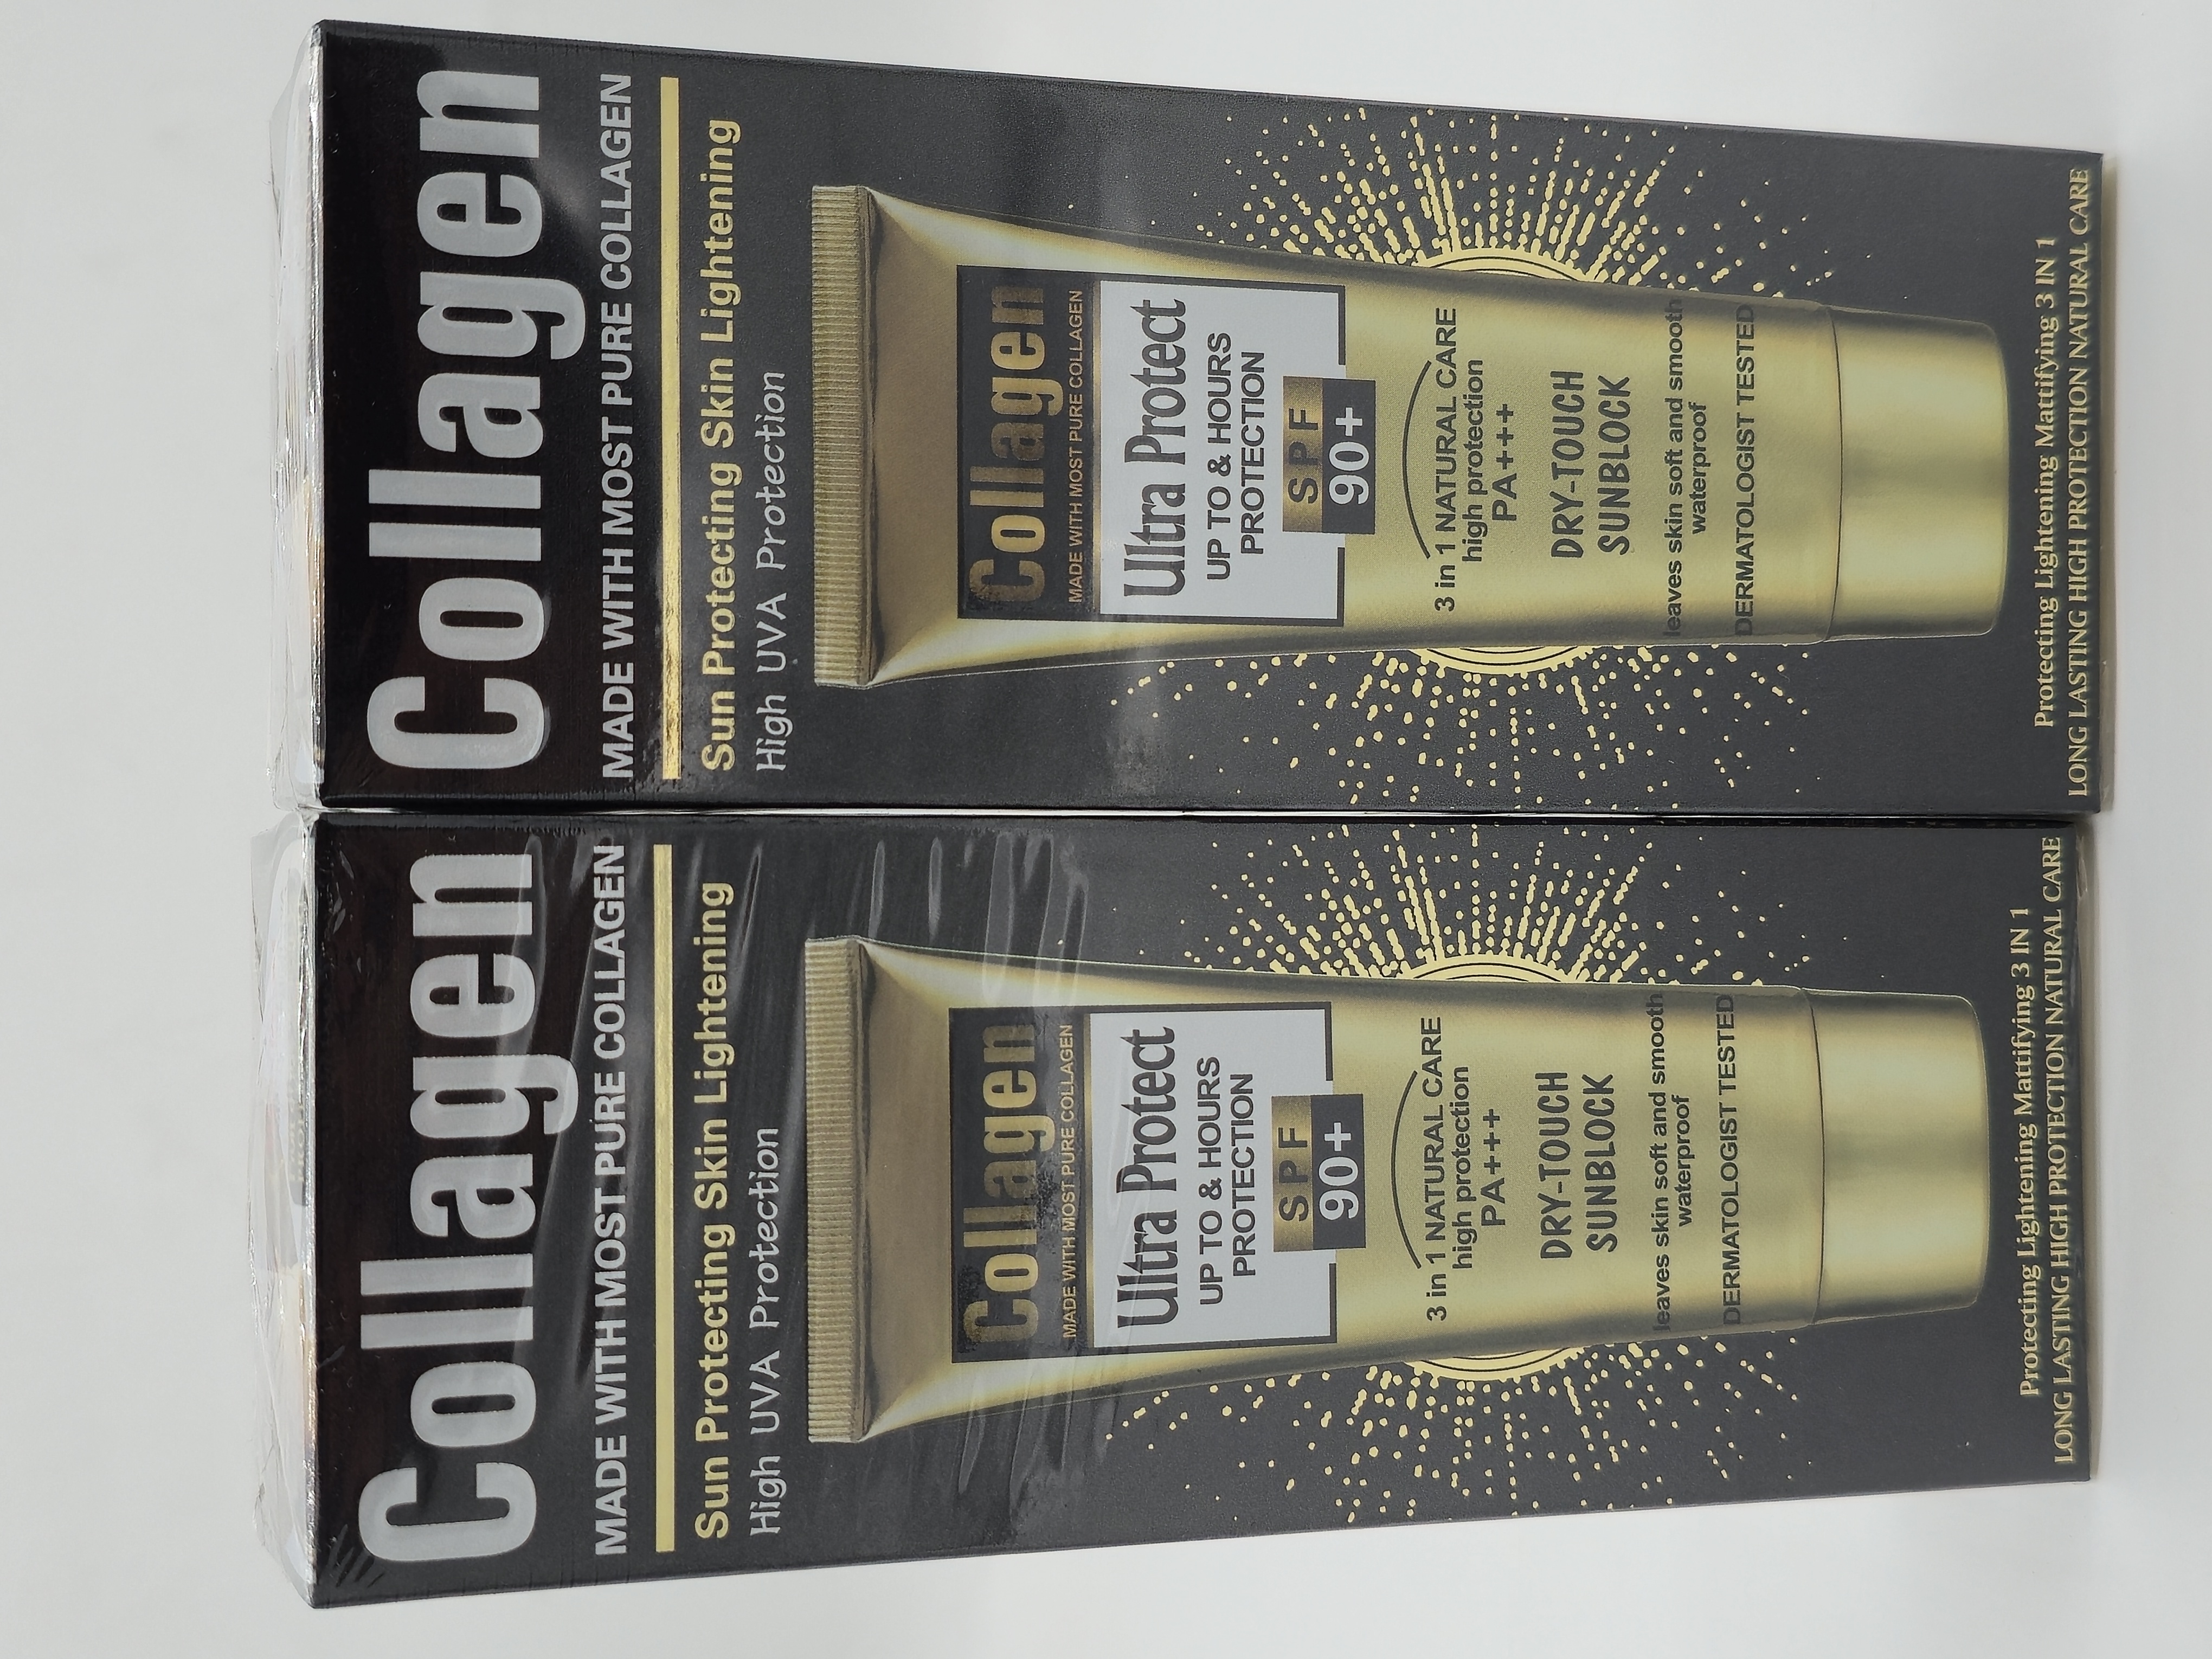 Collagen
MADE WITH MOST PURE COLLAGEN
Sun Protecting Skin Lightening
High UVA Protection
Collagen
MADE WITH MOST PURE COLLAGEN
Ultra Protect
UP TO & HOURS
PROTECTION
SPF
90+
3 in 1 NATURAL CARE
high protection
PA+++
DRY-TOUCH
SUNBLOCK
leaves skin soft and smooth
waterproof
DERMATOLOGIST TESTED
Protecting Lightening Mattifying 3 IN 1
LONG LASTING HIGH PROTECTION NATURAL CARE
Collagen
MADE WITH MOST PURE COLLAGEN
Sun Protecting Skin Lightening
High UVA Protection
Collagen
MADE WITH MOST PURE COLLAGEN
Ultra Protect
UP TO & HOURS
PROTECTION
SPF
90+
3 in 1 NATURAL CARE
high protection
PA+++
DRY-TOUCH
SUNBLOCK
leaves skin soft and smooth
waterproof
DERMATOLOGIST TESTED
Protecting Lightening Mattifying 3 IN 1
LONG LASTING HIGH PROTECTION NATURAL CARE